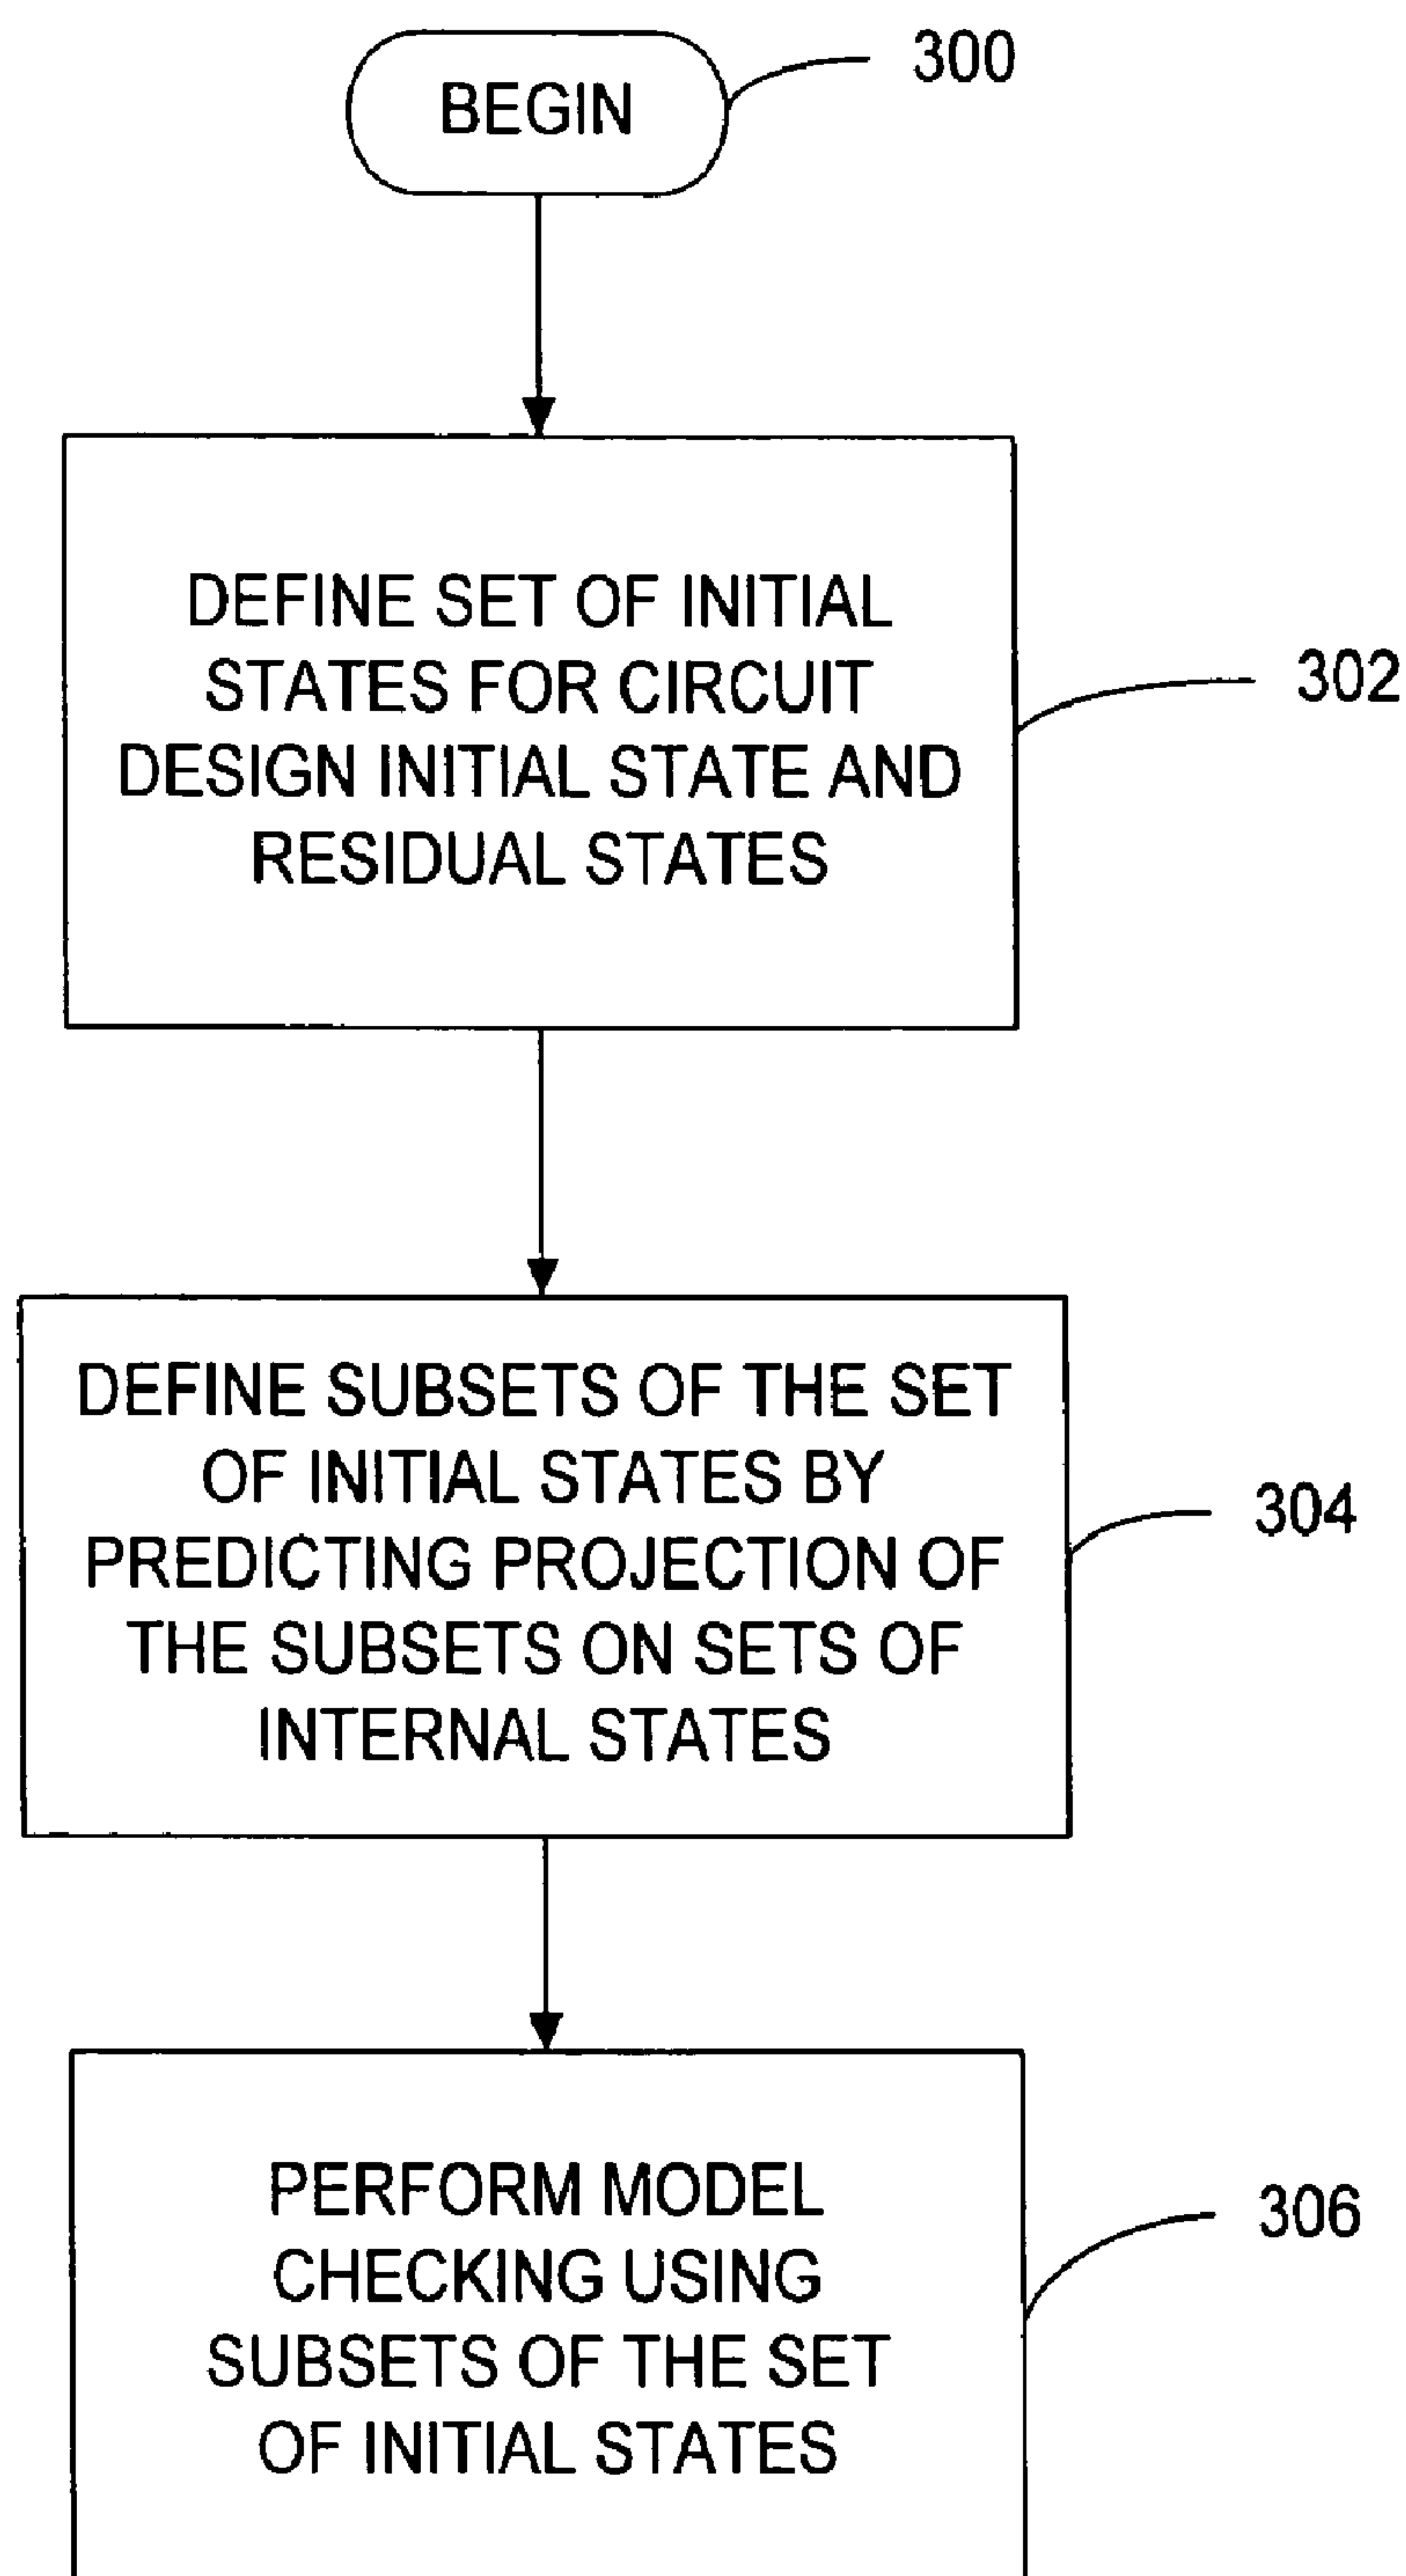 BEGIN
300
DEFINE SET OF INITIAL
STATES FOR CIRCUIT
DESIGN INITIAL STATE AND
RESIDUAL STATES
302
DEFINE SUBSETS OF THE SET
OF INITIAL STATES BY
PREDICTING PROJECTION OF
THE SUBSETS ON SETS OF
INTERNAL STATES
304
PERFORM MODEL
CHECKING USING
SUBSETS OF THE SET
OF INITIAL STATES
306